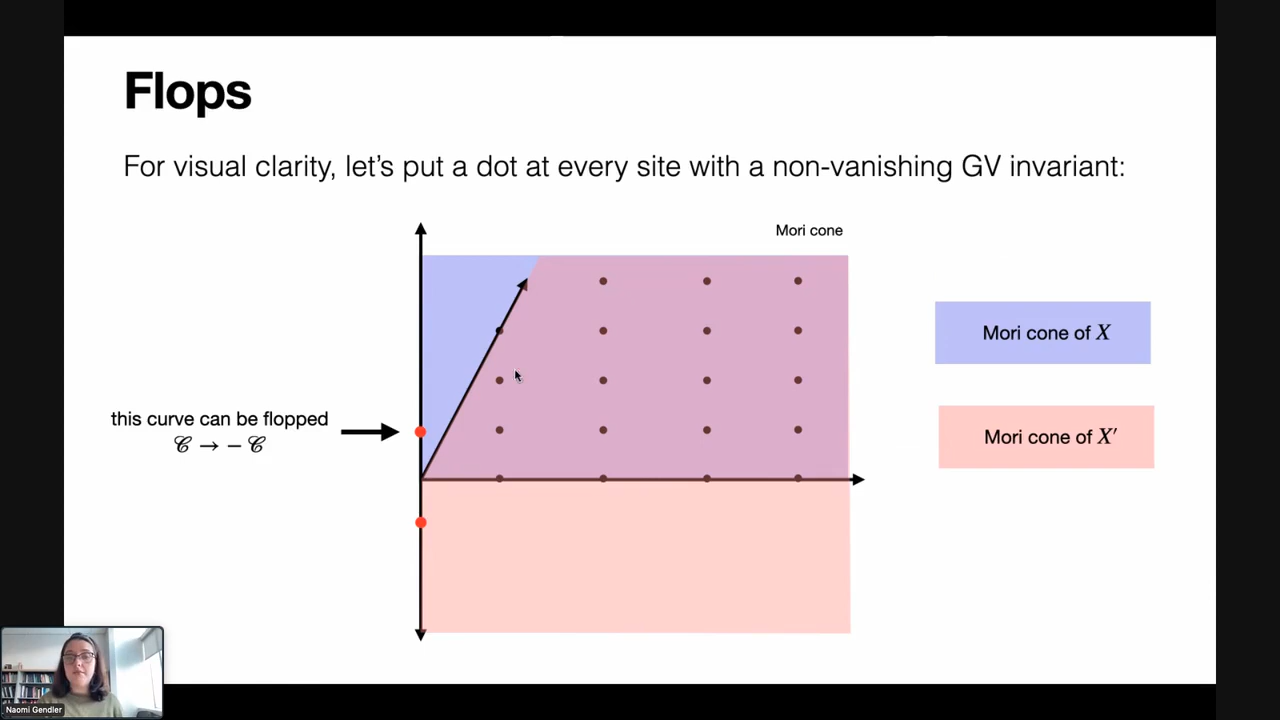 Flops
For visual clarity, let's put a dot at every site with a non-vanishing GV invariant:
Mori cone
Mori cone of X
this curve can be flopped
𝒞 → − 𝒞
Mori cone of X′
Naomi Gendler